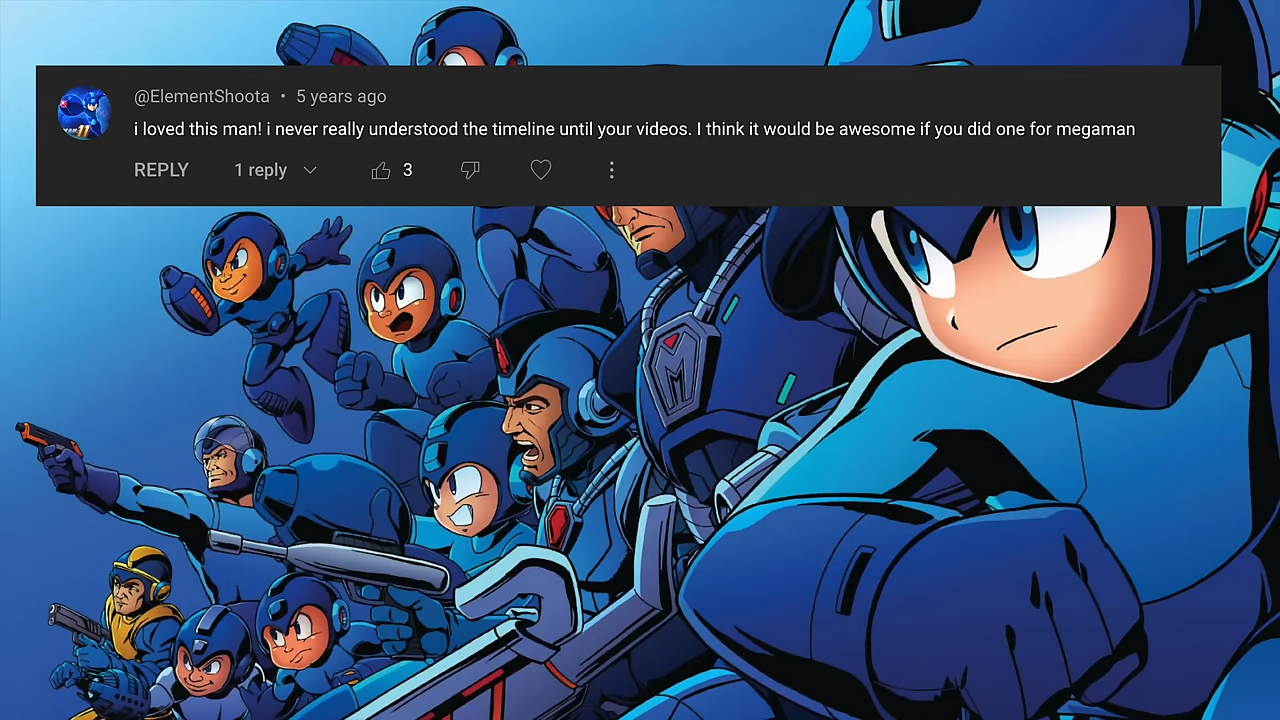 @ElementShoota • 5 years ago
i loved this man! i never really understood the timeline until your videos. I think it would be awesome if you did one for megaman
REPLY 1 reply 3
M